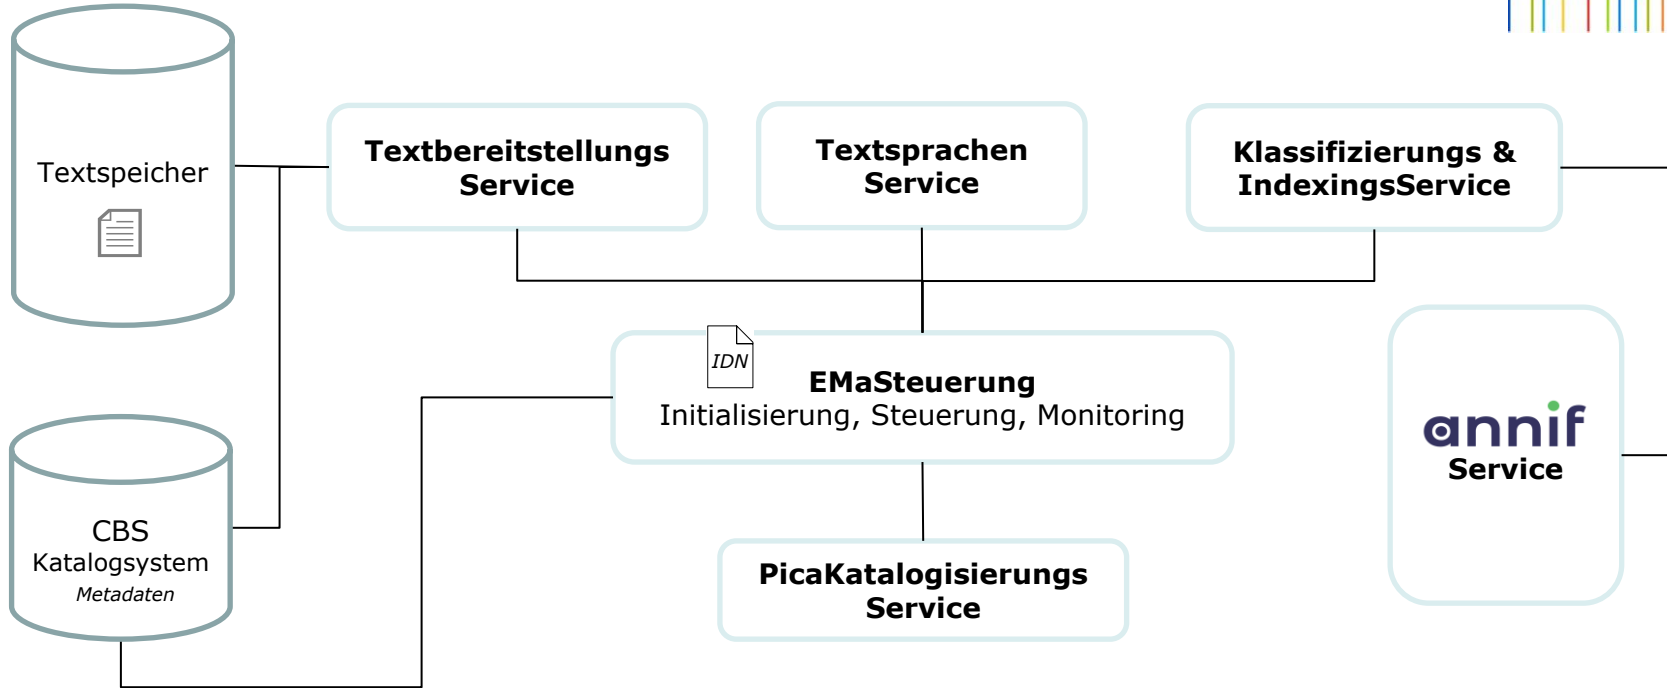 Textspeicher
Textbereitstellungs
Service
Textsprachen
Service
Klassifizierungs &
IndexingsService
IDN
EMaSteuerung
Initialisierung, Steuerung, Monitoring
annif
Service
CBS
Katalogsystem
Metadaten
PicaKatalogisierungs
Service